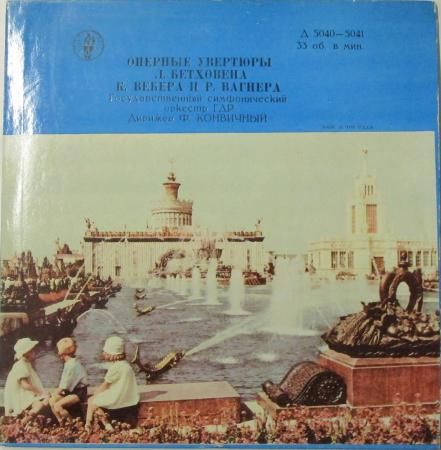 ОПЕРНЫЕ УВЕРТЮРЫ
Л. БЕТХОВЕНА
К. ВЕБЕРА И Р. ВАГНЕРА
Государственный симфонический
оркестр ГДР
Дирижер Ф. КОНВИЧНЫЙ
Д 5040—5041
33 об. в мин.